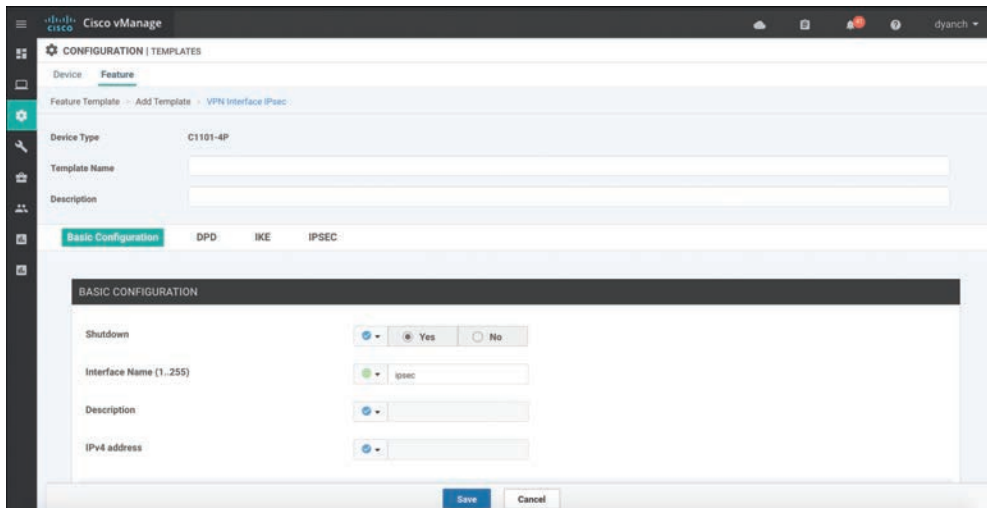 cisco Cisco vManage
dyanch
CONFIGURATION | TEMPLATES
Device Feature
Feature Template > Add Template > VPN Interface IPsec
Device Type C1101-4P
Template Name
Description
Basic Configuration DPD IKE IPSEC
BASIC CONFIGURATION
Shutdown Yes No
Interface Name (1..255) ipsec
Description
IPv4 address
Save Cancel